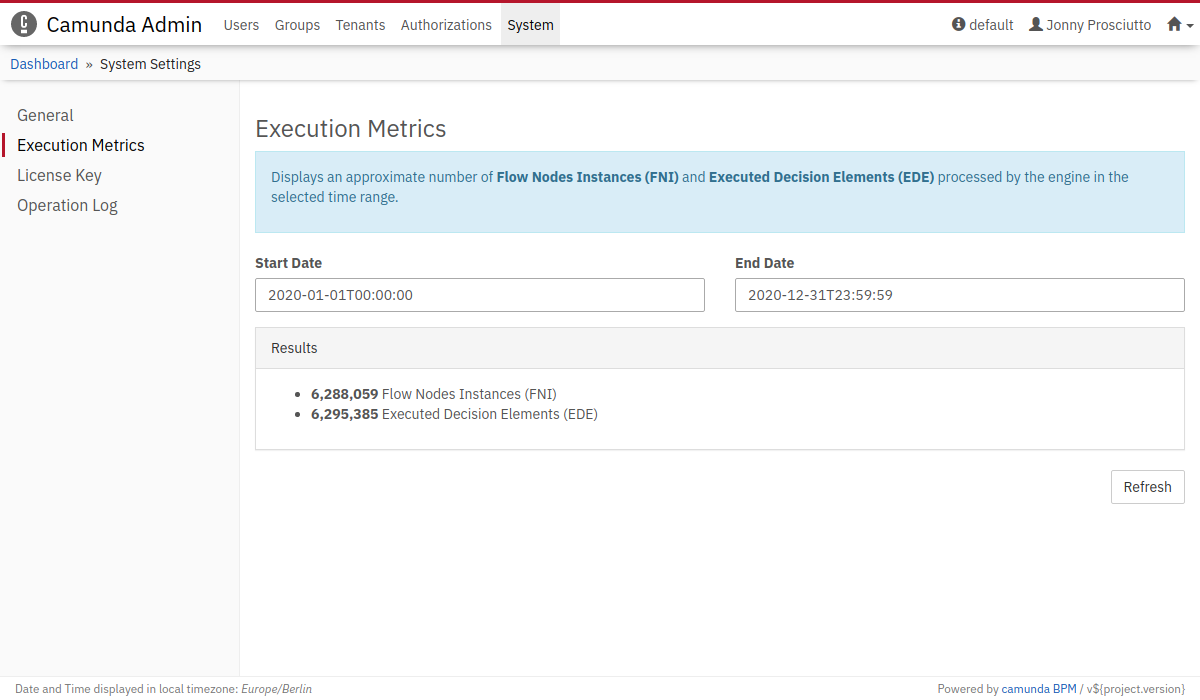 Camunda Admin Users Groups Tenants Authorizations System default Jonny Prosciutto
Dashboard » System Settings
General
Execution Metrics
License Key
Operation Log
Execution Metrics
Displays an approximate number of Flow Nodes Instances (FNI) and Executed Decision Elements (EDE) processed by the engine in the
selected time range.
Start Date
End Date
2020-01-01T00:00:00
2020-12-31T23:59:59
Results
• 6,288,059 Flow Nodes Instances (FNI)
• 6,295,385 Executed Decision Elements (EDE)
Refresh
Date and Time displayed in local timezone: Europe/Berlin
Powered by camunda BPM / v${project.version}